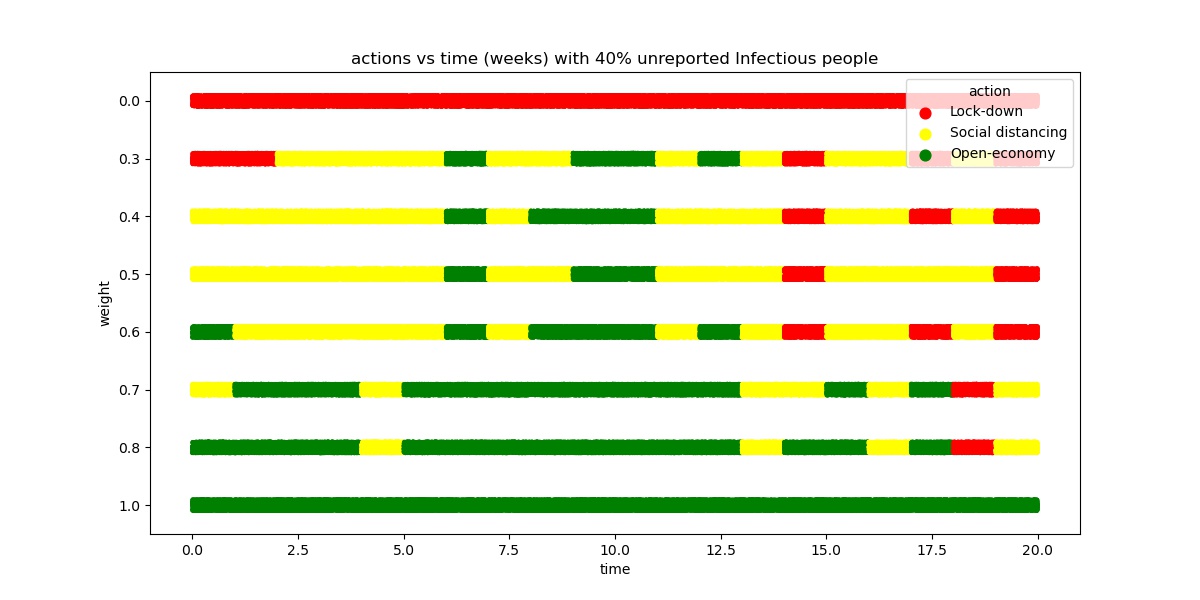 actions vs time (weeks) with 40% unreported Infectious people
action
Lock-down
Social distancing
Open-economy
weight
0.0
0.3
0.4
0.5
0.6
0.7
0.8
1.0
0.0 2.5 5.0 7.5 10.0 12.5 15.0 17.5 20.0
time